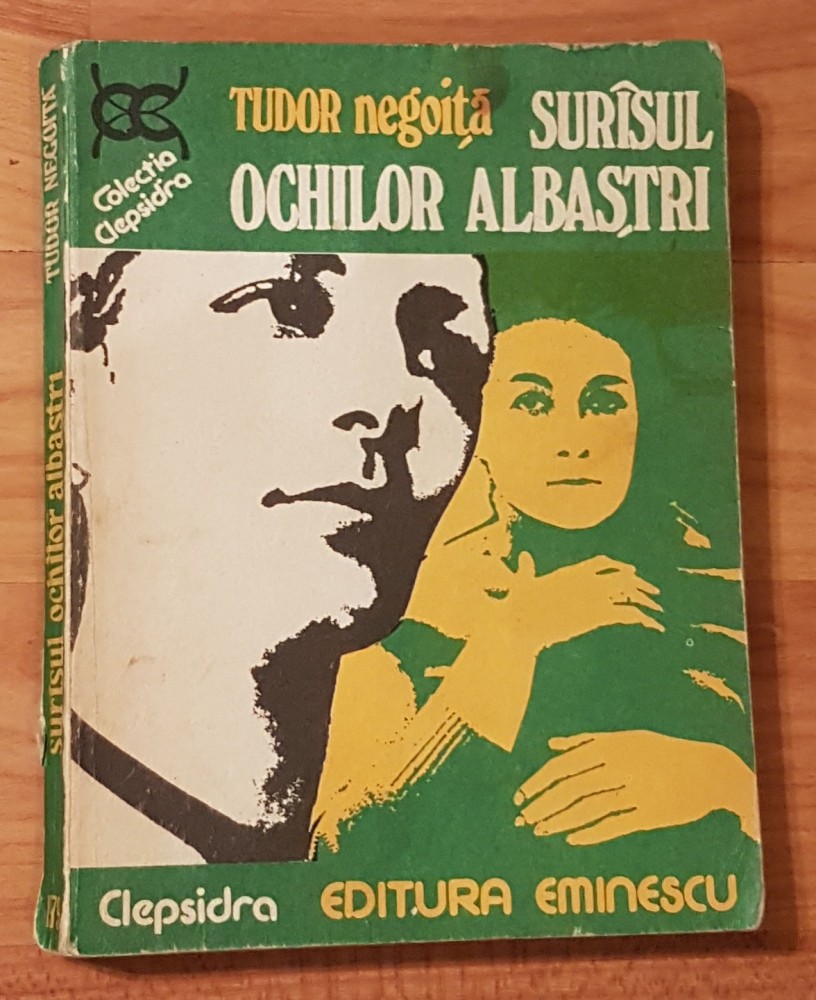 TUDOR negoiță SURÎSUL
OCHILOR ALBAȘTRI
Colecția
Clepsidra
Clepsidra EDITURA EMINESCU
TUDOR NEGOIȚĂ
surîsul ochilor albaștri